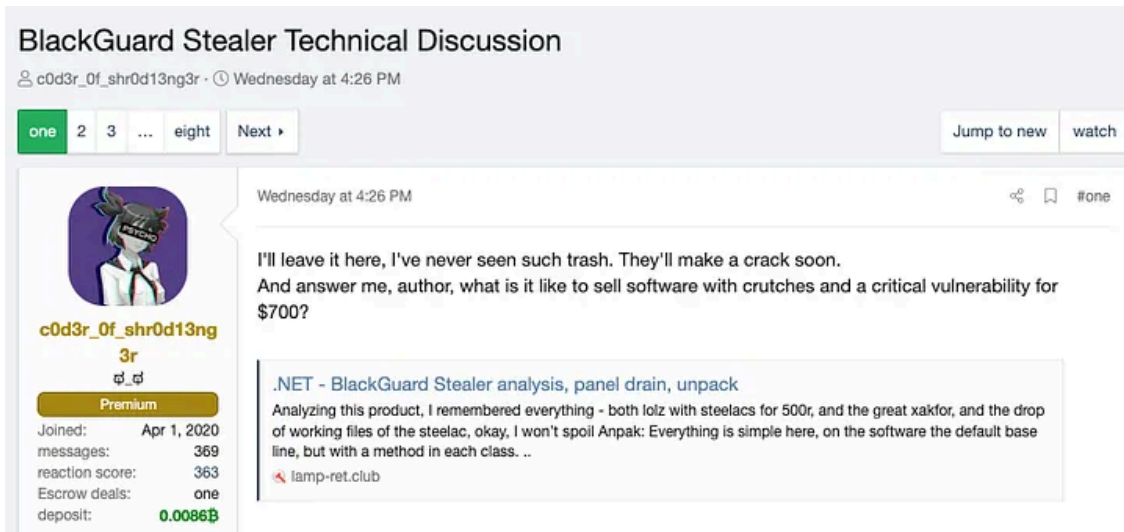 BlackGuard Stealer Technical Discussion
c0d3r_0f_shr0d13ng3r · Wednesday at 4:26 PM
one 2 3 ... eight Next Jump to new watch
Wednesday at 4:26 PM #one
PSYCHO
I'll leave it here, I've never seen such trash. They'll make a crack soon.
And answer me, author, what is it like to sell software with crutches and a critical vulnerability for
$700?
c0d3r_0f_shr0d13ng
3r
ಠ_ಠ
Premium
Joined: Apr 1, 2020
messages: 369
reaction score: 363
Escrow deals: one
deposit: 0.0086₿
.NET - BlackGuard Stealer analysis, panel drain, unpack
Analyzing this product, I remembered everything - both lolz with steelacs for 500r, and the great xakfor, and the drop
of working files of the steelac, okay, I won't spoil Anpak: Everything is simple here, on the software the default base
line, but with a method in each class. ..
lamp-ret.club